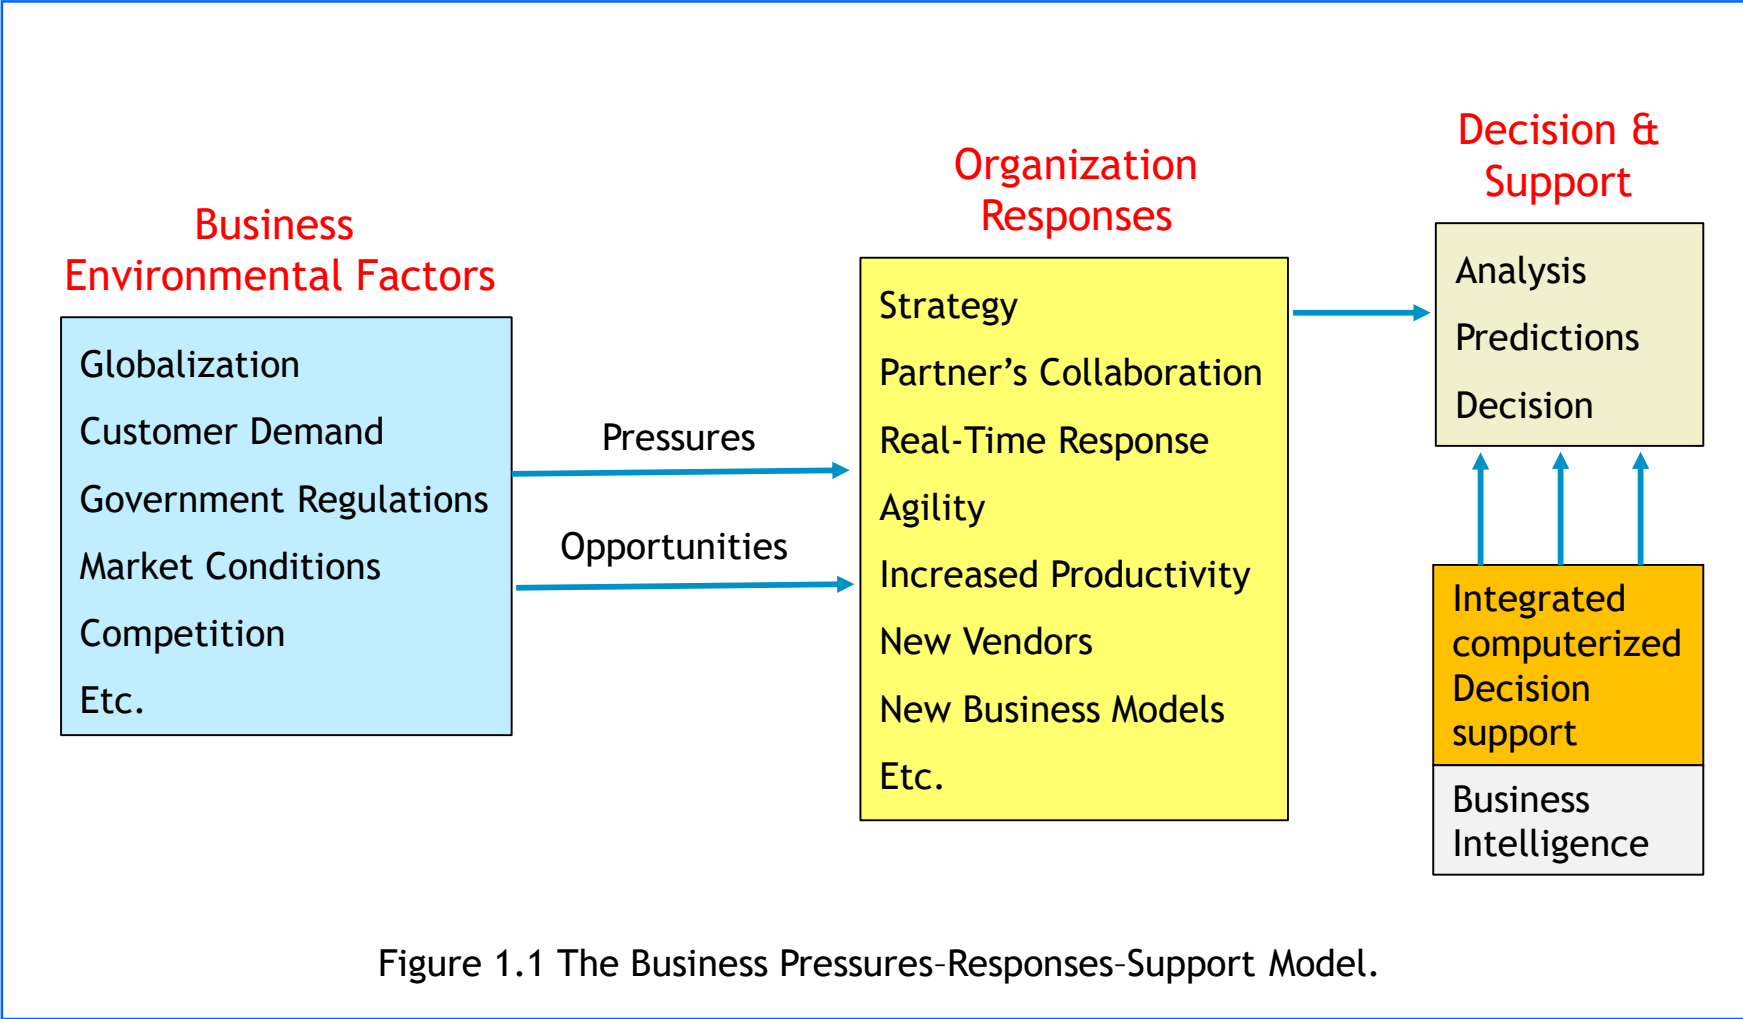 Business
Environmental Factors
Globalization
Customer Demand
Government Regulations
Market Conditions
Competition
Etc.
Pressures
Opportunities
Organization
Responses
Strategy
Partner’s Collaboration
Real-Time Response
Agility
Increased Productivity
New Vendors
New Business Models
Etc.
Decision &
Support
Analysis
Predictions
Decision
Integrated
computerized
Decision
support
Business
Intelligence
Figure 1.1 The Business Pressures–Responses–Support Model.